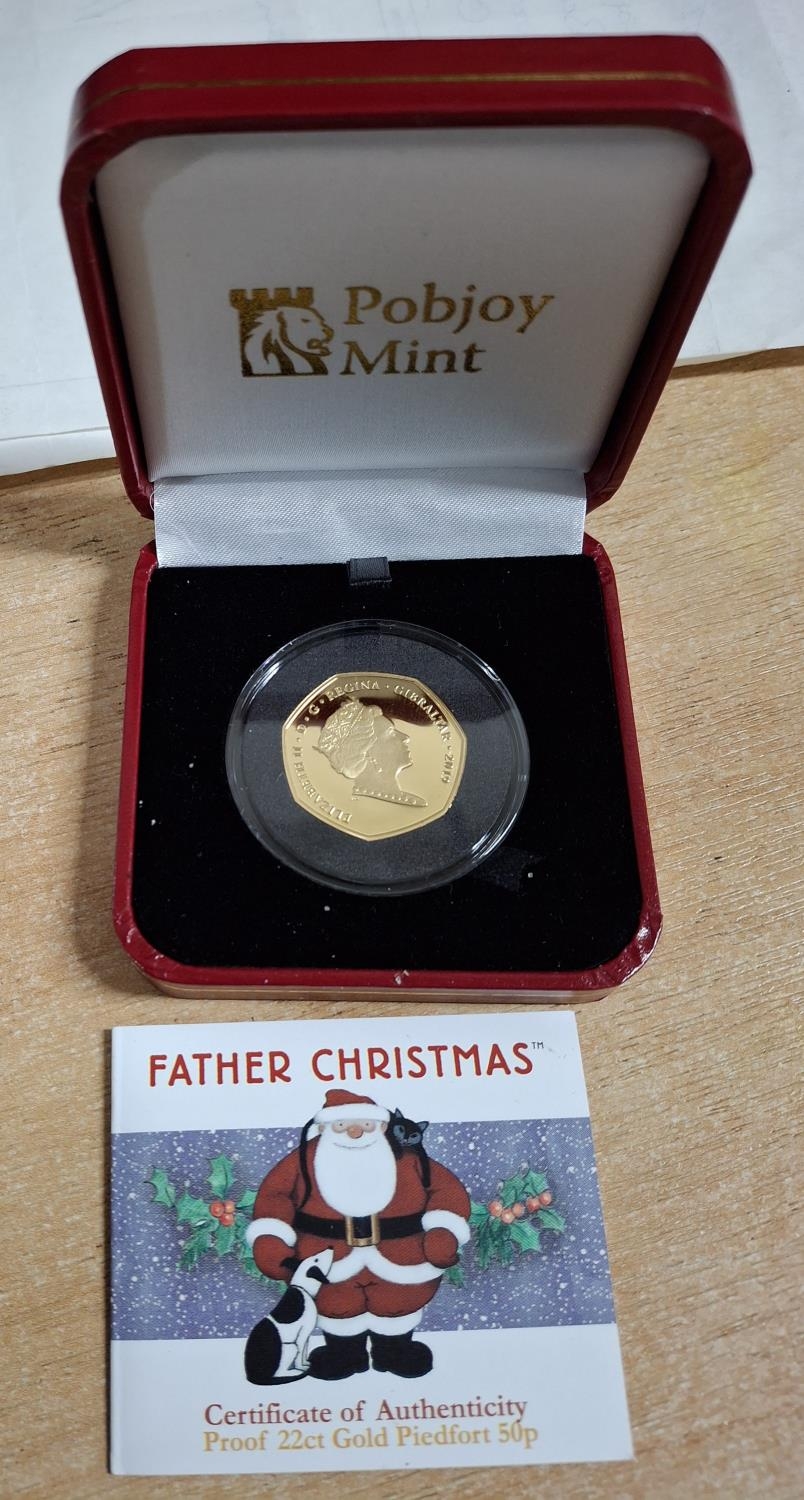 Pobjoy
Mint
ELIZABETH II · D · G · REGINA · GIBRALTAR · 2019
FATHER CHRISTMAS™
Certificate of Authenticity
Proof 22ct Gold Piedfort 50p